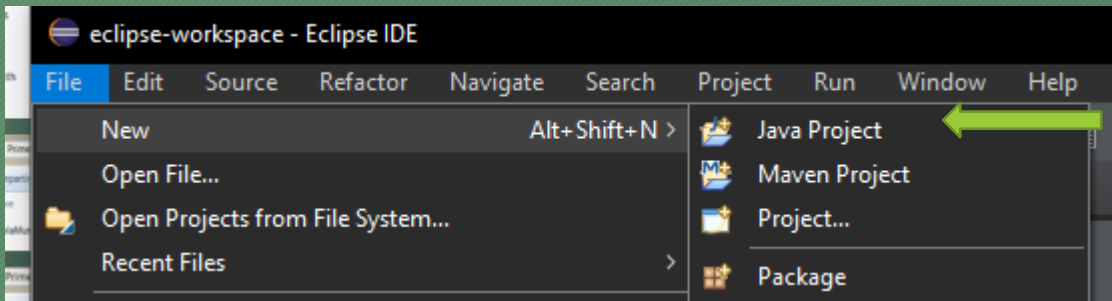 eclipse-workspace - Eclipse IDE
File Edit Source Refactor Navigate Search Project Run Window Help
New Alt+Shift+N >
Java Project
Open File...
Maven Project
Open Projects from File System...
Project...
Recent Files >
Package